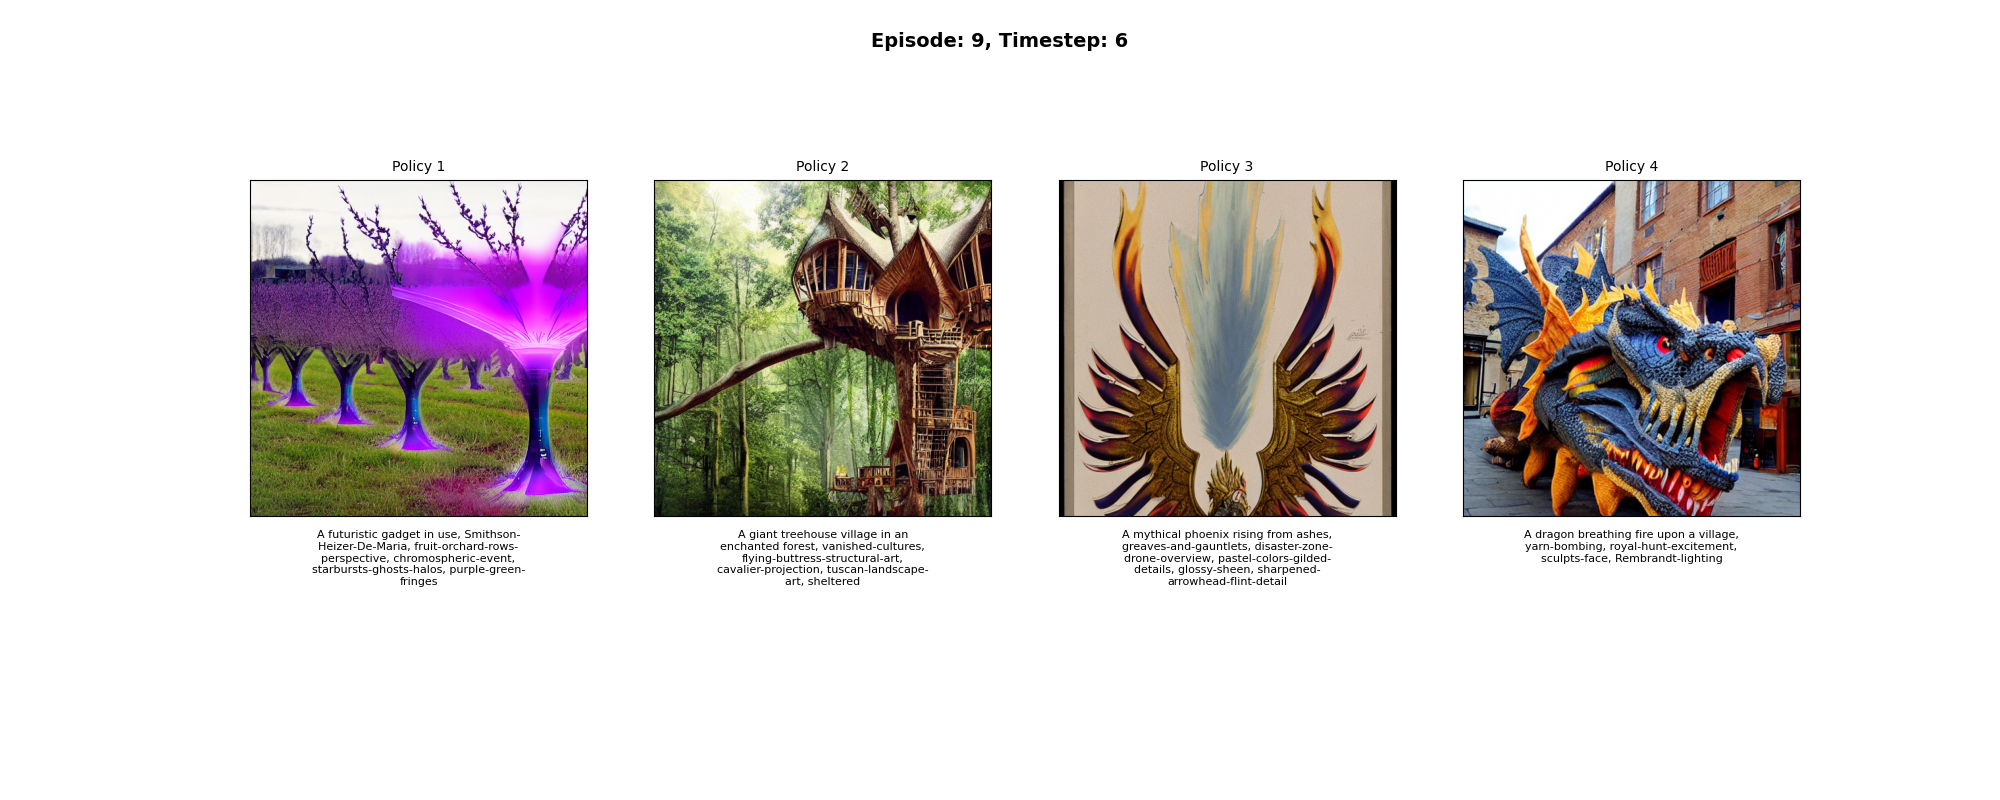 Episode: 9, Timestep: 6
Policy 1
Policy 2
Policy 3
Policy 4
A futuristic gadget in use, Smithson-
Heizer-De-Maria, fruit-orchard-rows-
perspective, chromospheric-event,
starbursts-ghosts-halos, purple-green-
fringes
A giant treehouse village in an
enchanted forest, vanished-cultures,
flying-buttress-structural-art,
cavalier-projection, tuscan-landscape-
art, sheltered
A mythical phoenix rising from ashes,
greaves-and-gauntlets, disaster-zone-
drone-overview, pastel-colors-gilded-
details, glossy-sheen, sharpened-
arrowhead-flint-detail
A dragon breathing fire upon a village,
yarn-bombing, royal-hunt-excitement,
sculpts-face, Rembrandt-lighting